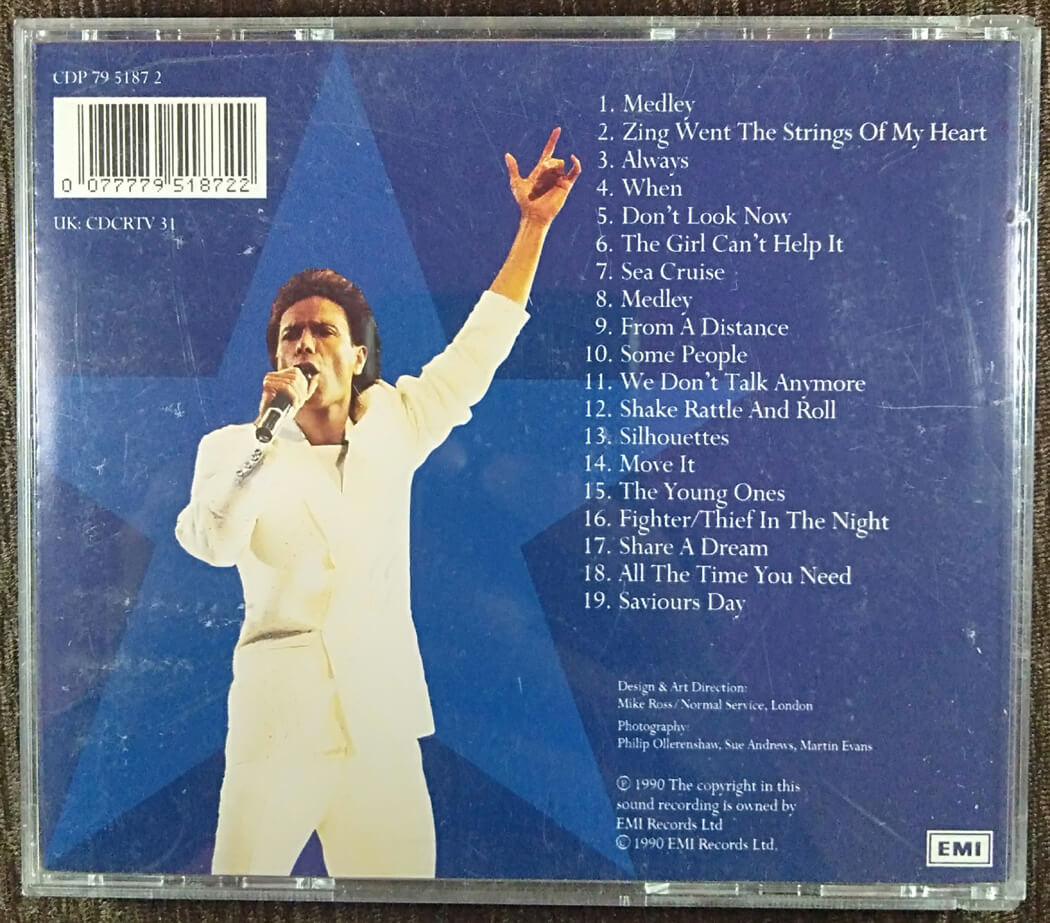 CDP 79 5187 2
0 077779 518722
UK: CDCRTV 31
1. Medley
2. Zing Went The Strings Of My Heart
3. Always
4. When
5. Don't Look Now
6. The Girl Can't Help It
7. Sea Cruise
8. Medley
9. From A Distance
10. Some People
11. We Don't Talk Anymore
12. Shake Rattle And Roll
13. Silhouettes
14. Move It
15. The Young Ones
16. Fighter/Thief In The Night
17. Share A Dream
18. All The Time You Need
19. Saviours Day
Design & Art Direction:
Mike Ross/Normal Service, London
Photography:
Philip Ollerenshaw, Sue Andrews, Martin Evans
℗ 1990 The copyright in this
sound recording is owned by
EMI Records Ltd
© 1990 EMI Records Ltd.
EMI